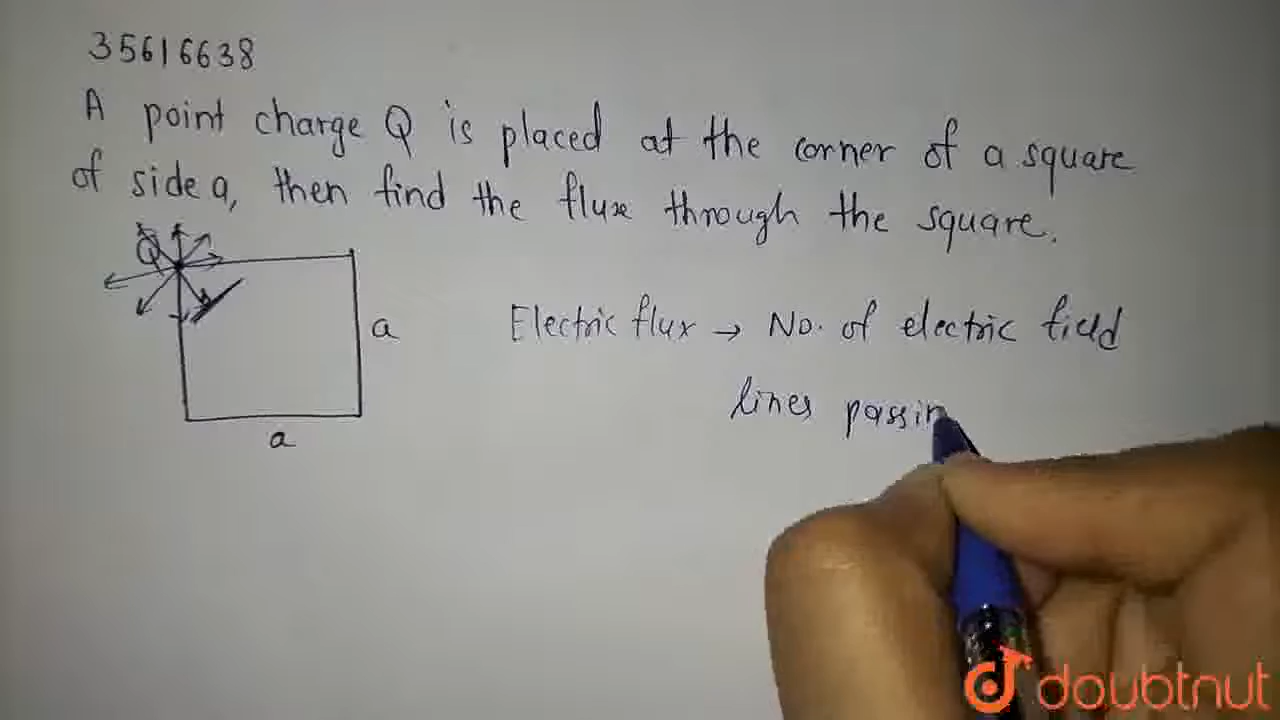 35616638
A point charge Q is placed at the corner of a square
of side a, then find the flux through the square.
Q
a
a
Electric flux → No. of electric field
lines passin
doubtnut